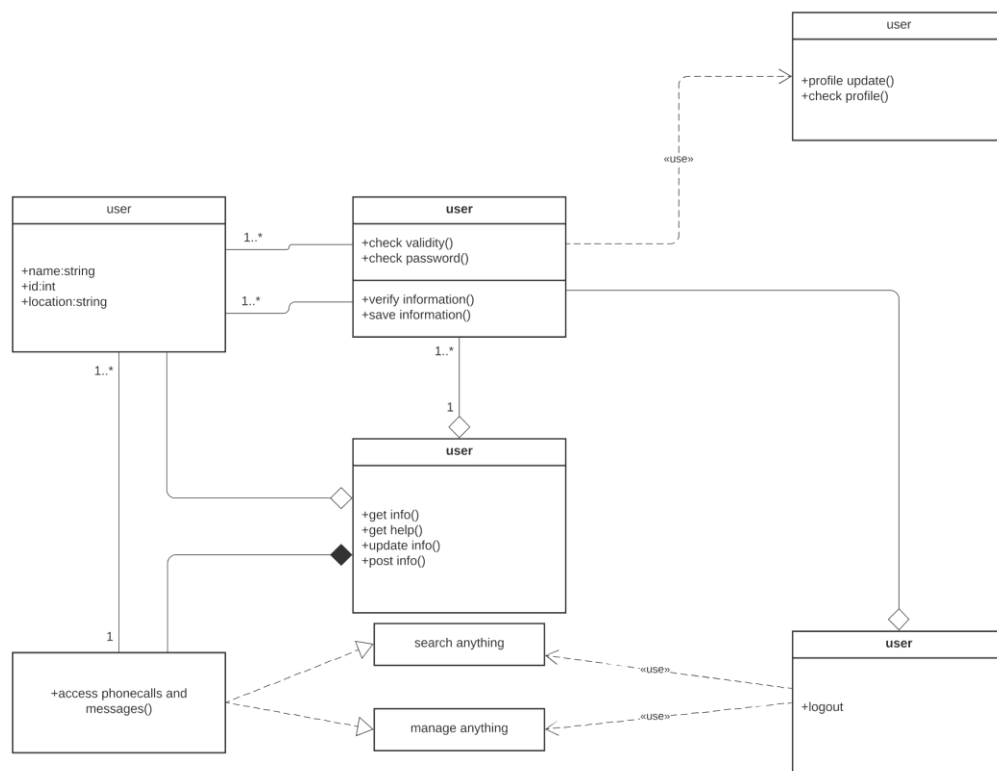 user
+profile update()
+check profile()
«use»
user
+name:string
+id:int
+location:string
1..*
1..*
user
+check validity()
+check password()
+verify information()
+save information()
1..*
1..*
1
user
+get info()
+get help()
+update info()
+post info()
1
+access phonecalls and
messages()
search anything
manage anything
«use»
«use»
user
+logout